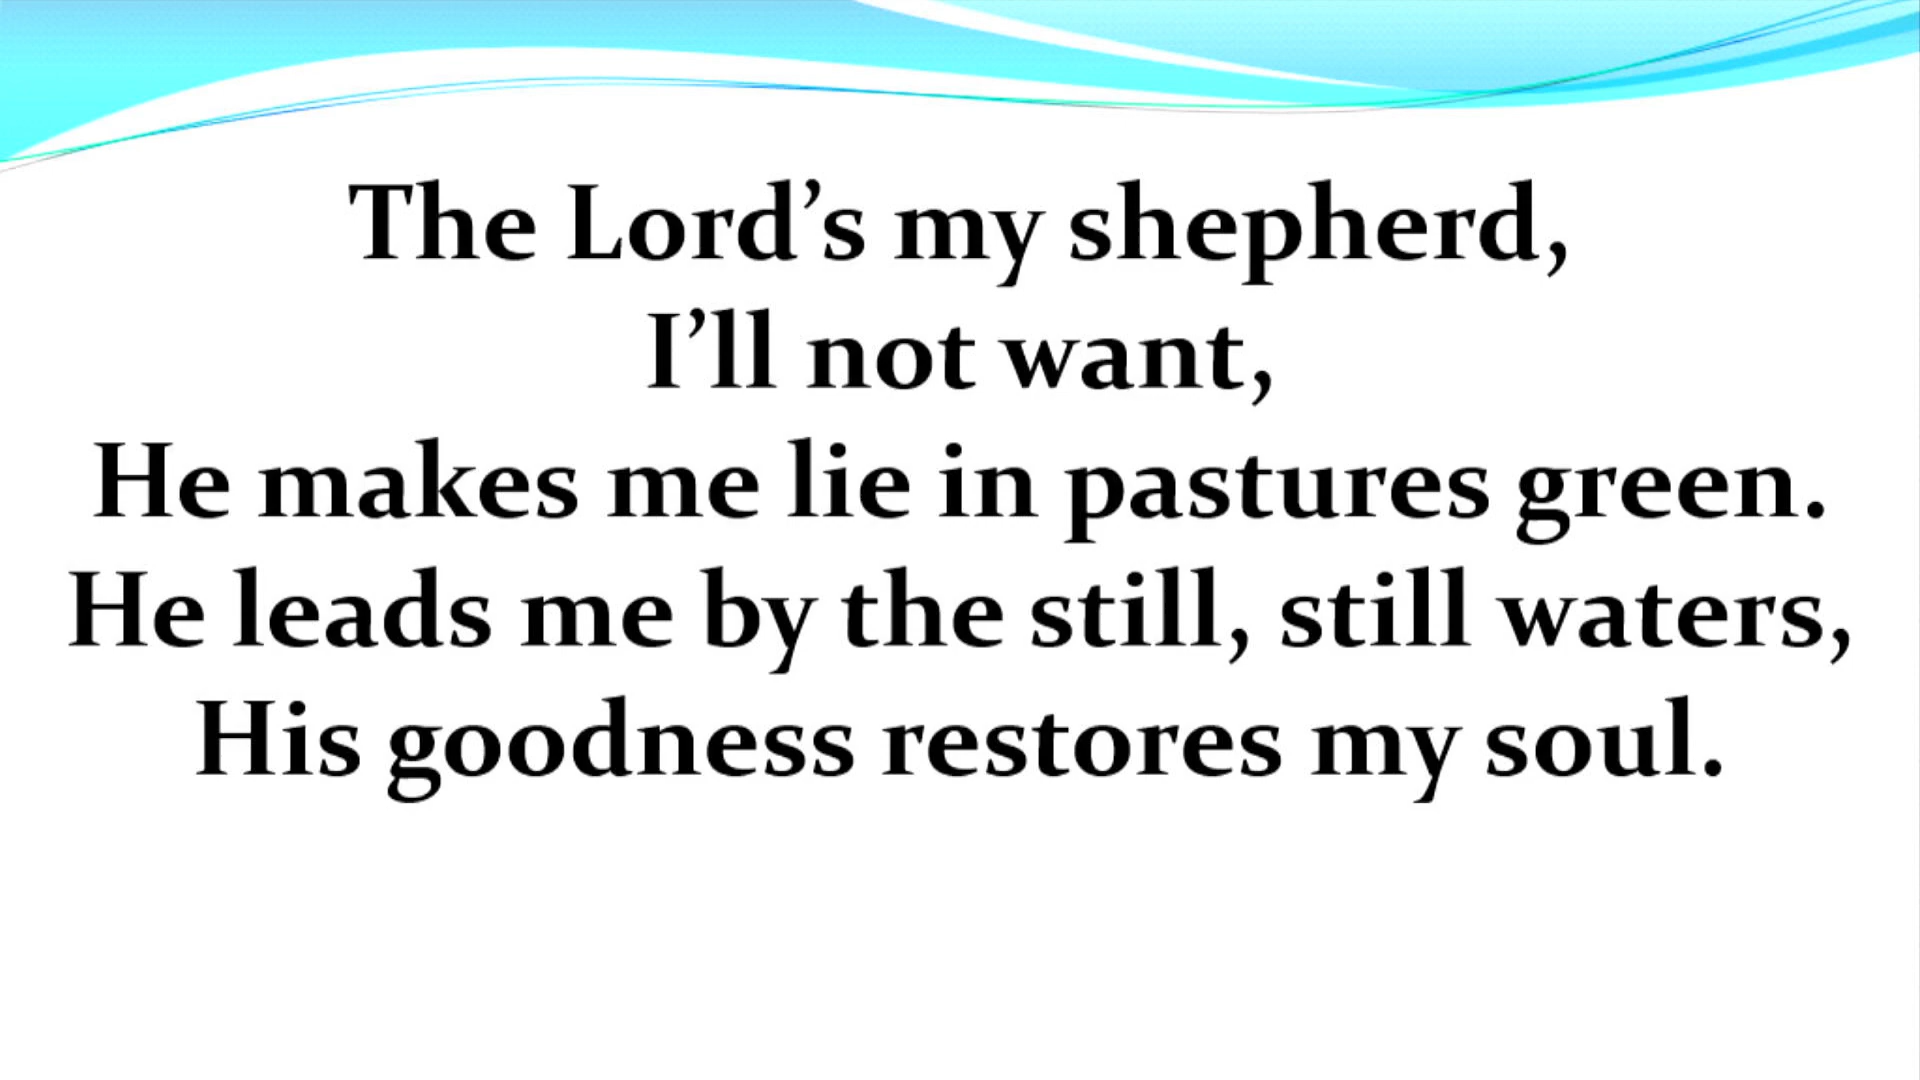 The Lord’s my shepherd,
I’ll not want,
He makes me lie in pastures green.
He leads me by the still, still waters,
His goodness restores my soul.